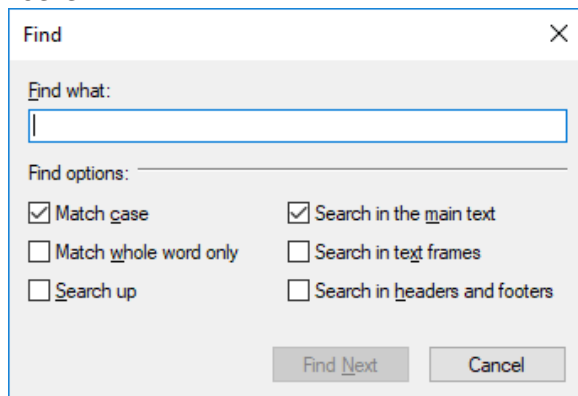 Find
Find what:
Find options:
Match case
Search in the main text
Match whole word only
Search in text frames
Search up
Search in headers and footers
Find Next
Cancel